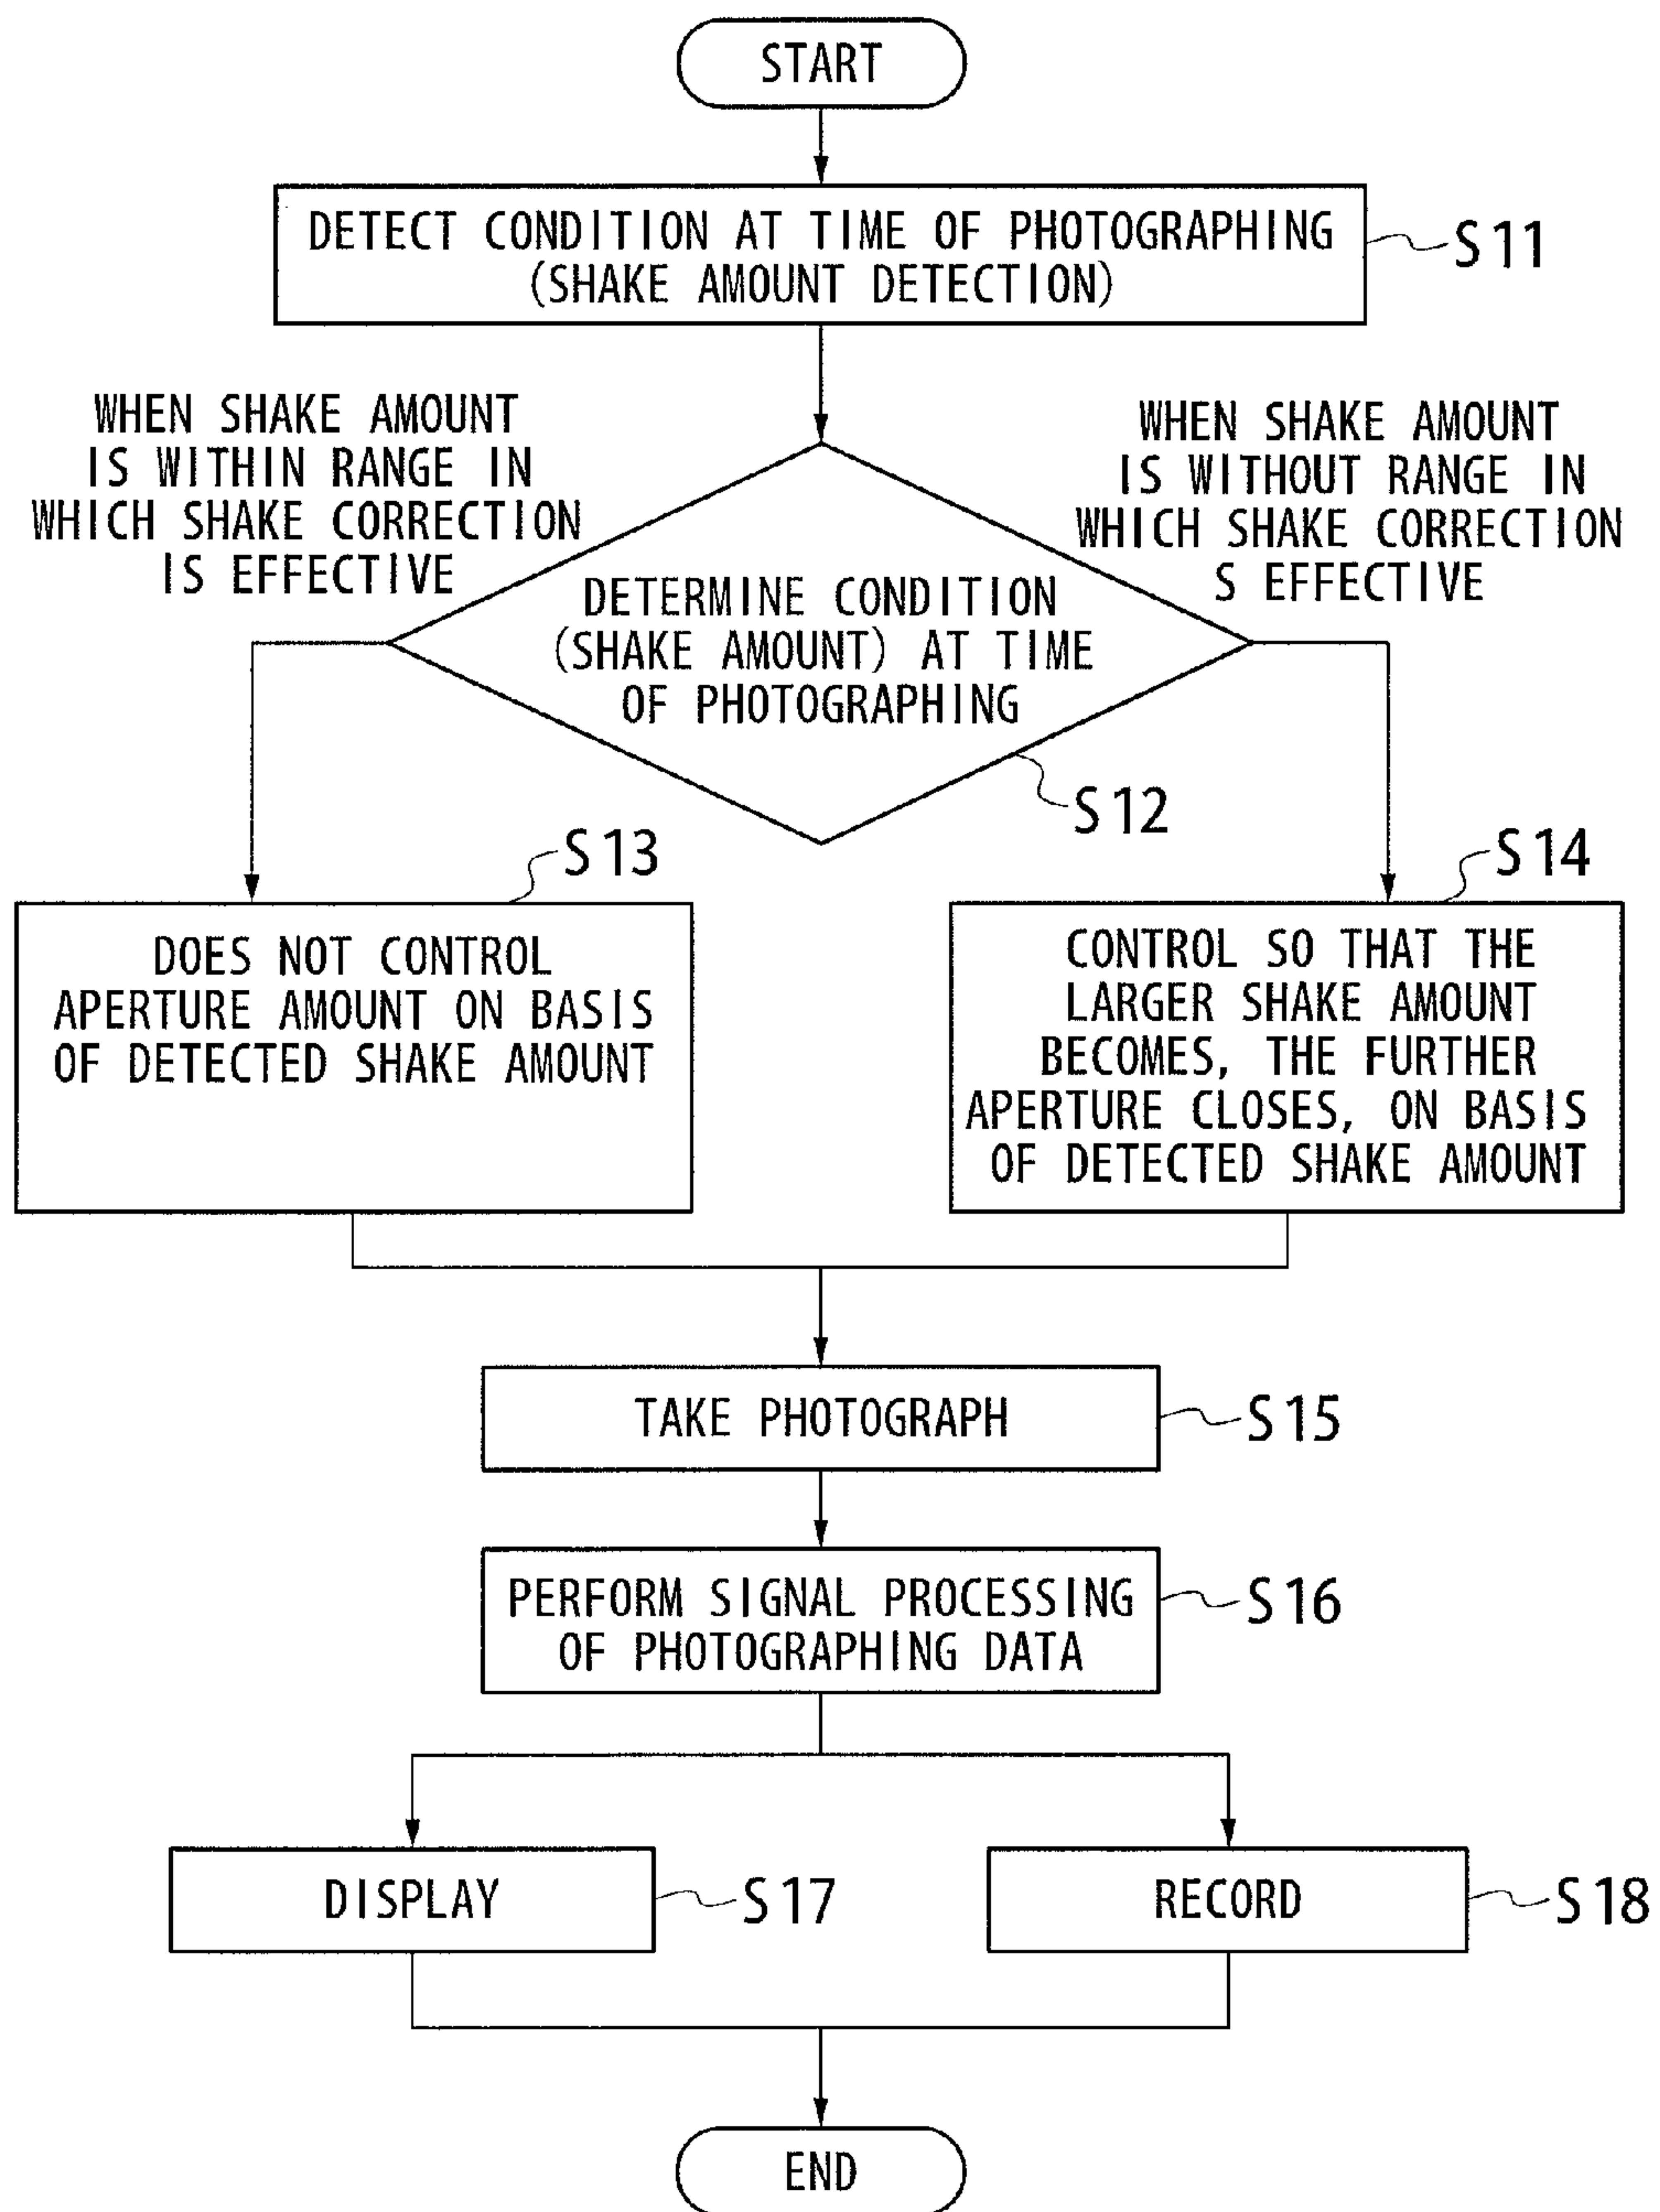 START
DETECT CONDITION AT TIME OF PHOTOGRAPHING
(SHAKE AMOUNT DETECTION)
S11
WHEN SHAKE AMOUNT
IS WITHIN RANGE IN
WHICH SHAKE CORRECTION
IS EFFECTIVE
WHEN SHAKE AMOUNT
IS WITHOUT RANGE IN
WHICH SHAKE CORRECTION
S EFFECTIVE
DETERMINE CONDITION
(SHAKE AMOUNT) AT TIME
OF PHOTOGRAPHING
S12
S13
DOES NOT CONTROL
APERTURE AMOUNT ON BASIS
OF DETECTED SHAKE AMOUNT
S14
CONTROL SO THAT THE
LARGER SHAKE AMOUNT
BECOMES, THE FURTHER
APERTURE CLOSES, ON BASIS
OF DETECTED SHAKE AMOUNT
TAKE PHOTOGRAPH
S15
PERFORM SIGNAL PROCESSING
OF PHOTOGRAPHING DATA
S16
DISPLAY
S17
RECORD
S18
END